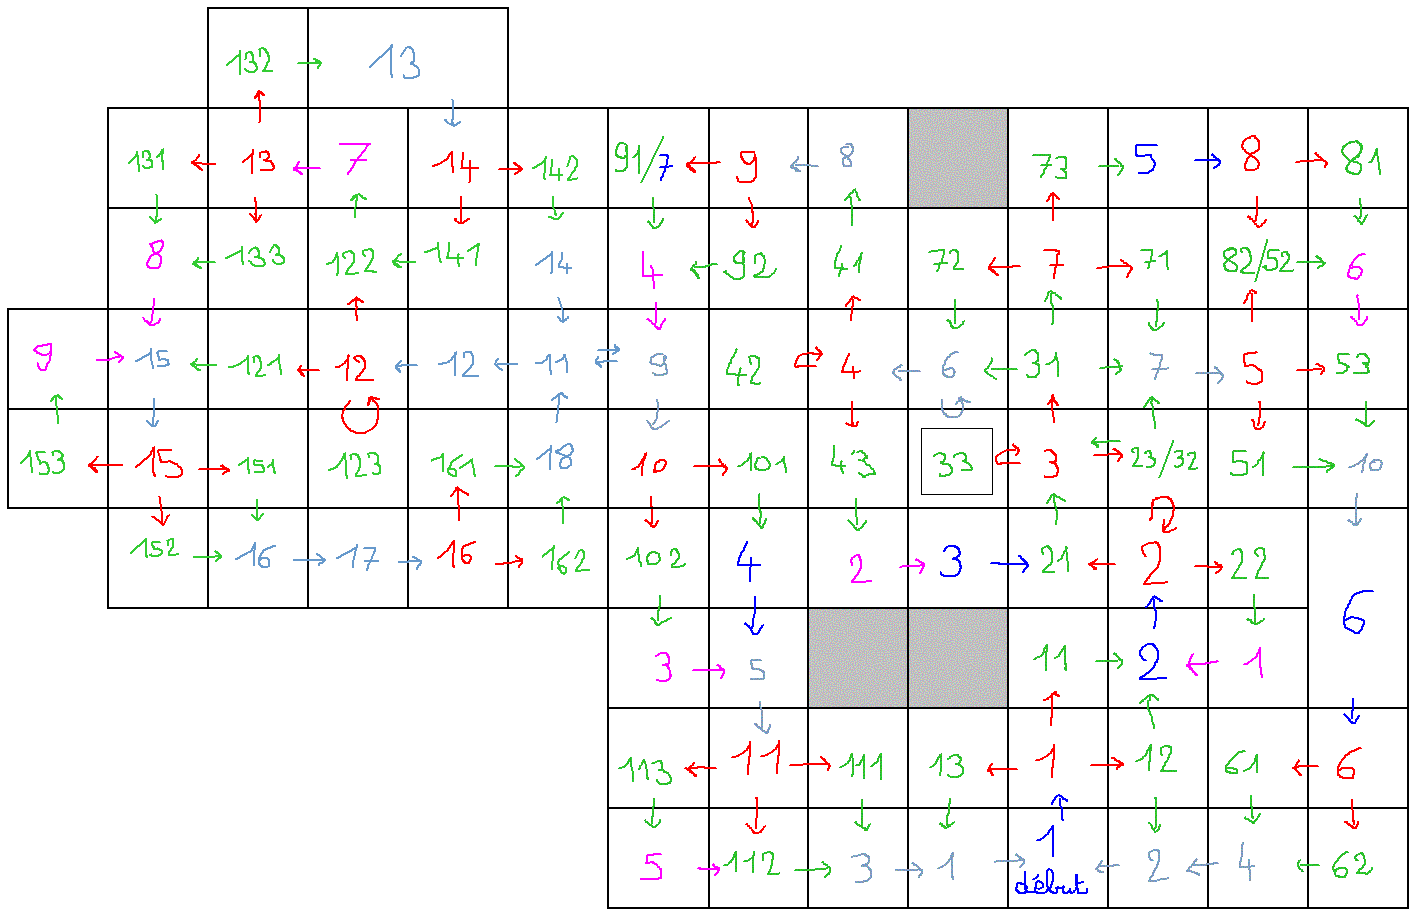 132 13
131 13 7 14 142 91/7 9 8 73 5 8 81
8 133 122 141 14 4 92 41 72 7 71 82/52 6
9 15 121 12 12 11 9 42 4 6 31 7 5 53
153 15 151 123 161 18 10 101 43 33 3 23/32 51 10
152 16 17 16 162 102 4 2 3 21 2 22
6
3 5 11 2 1
113 11 111 13 1 12 61 6
5 112 3 1 1 2 4 62
début